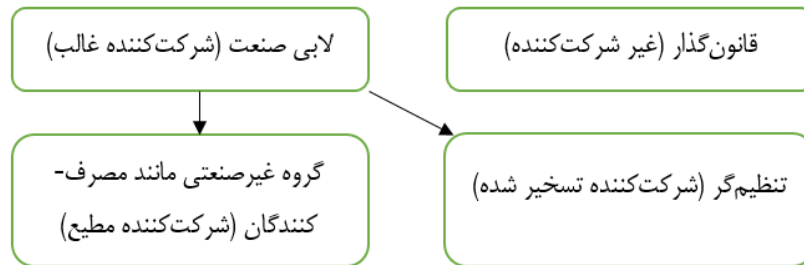 قانون‌گذار (غیر شرکت‌کننده)
لابی صنعت (شرکت‌کننده غالب)
تنظیم‌گر (شرکت‌کننده تسخیر شده)
گروه غیرصنعتی مانند مصرف-
کنندگان (شرکت‌کننده مطیع)